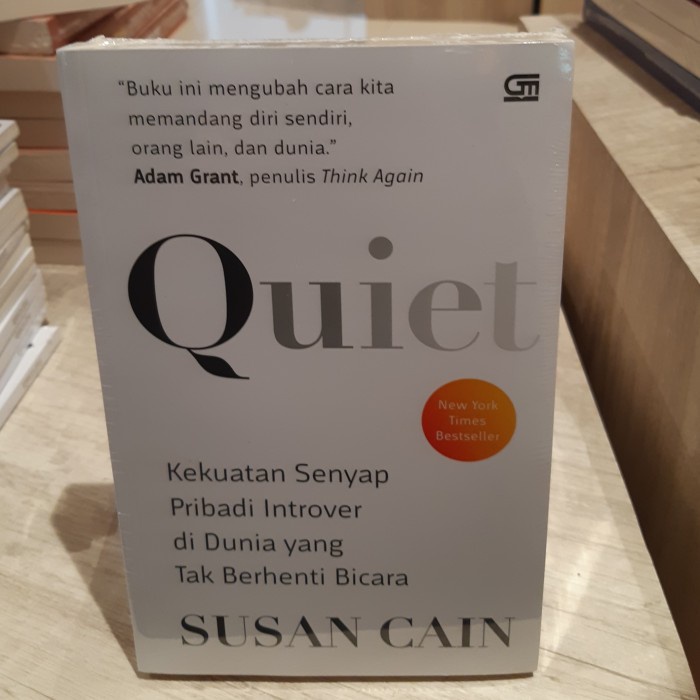 “Buku ini mengubah cara kita
memandang diri sendiri,
orang lain, dan dunia.”
Adam Grant, penulis Think Again
Quiet
New York
Times
Bestseller
Kekuatan Senyap
Pribadi Introver
di Dunia yang
Tak Berhenti Bicara
SUSAN CAIN